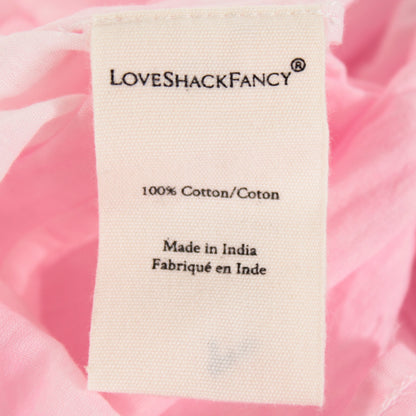 LOVESHACKFANCY®
100% Cotton/Coton
Made in India
Fabriqué en Inde